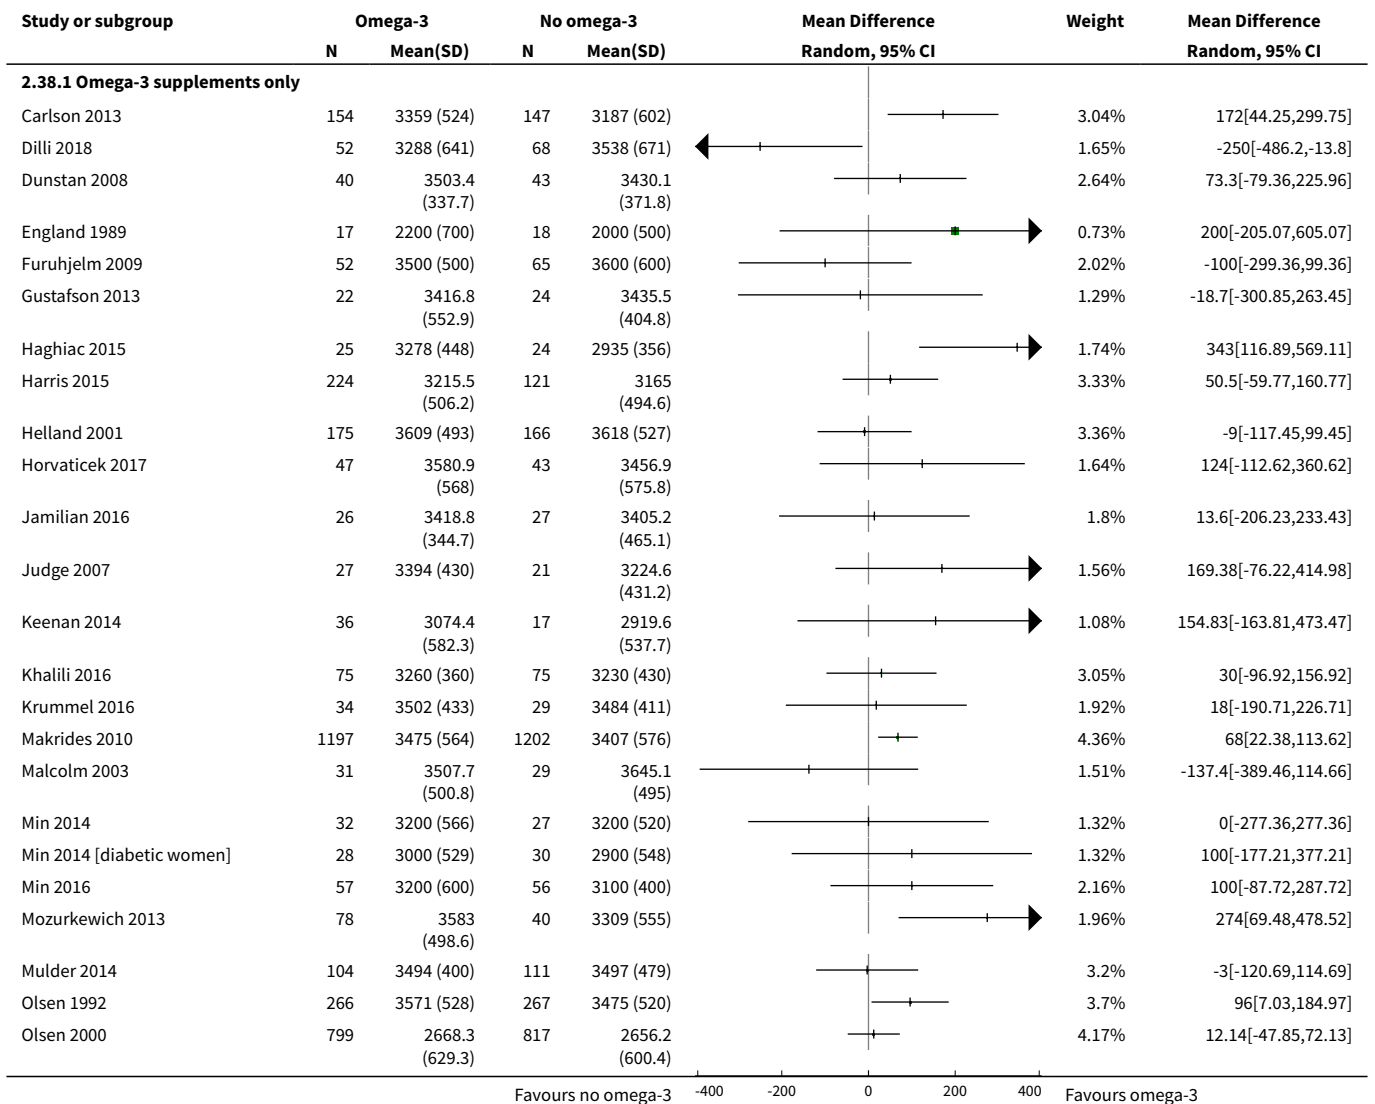 Study or subgroup Omega-3 No omega-3 Mean Difference Weight Mean Difference
N Mean(SD) N Mean(SD) Random, 95% CI Random, 95% CI
2.38.1 Omega-3 supplements only
Carlson 2013 154 3359 (524) 147 3187 (602) 3.04% 172[44.25,299.75]
Dilli 2018 52 3288 (641) 68 3538 (671) 1.65% -250[-486.2,-13.8]
Dunstan 2008 40 3503.4 43 3430.1 2.64% 73.3[-79.36,225.96]
(337.7) (371.8)
England 1989 17 2200 (700) 18 2000 (500) 0.73% 200[-205.07,605.07]
Furuhjelm 2009 52 3500 (500) 65 3600 (600) 2.02% -100[-299.36,99.36]
Gustafson 2013 22 3416.8 24 3435.5 1.29% -18.7[-300.85,263.45]
(552.9) (404.8)
Haghiac 2015 25 3278 (448) 24 2935 (356) 1.74% 343[116.89,569.11]
Harris 2015 224 3215.5 121 3165 3.33% 50.5[-59.77,160.77]
(506.2) (494.6)
Helland 2001 175 3609 (493) 166 3618 (527) 3.36% -9[-117.45,99.45]
Horvaticek 2017 47 3580.9 43 3456.9 1.64% 124[-112.62,360.62]
(568) (575.8)
Jamilian 2016 26 3418.8 27 3405.2 1.8% 13.6[-206.23,233.43]
(344.7) (465.1)
Judge 2007 27 3394 (430) 21 3224.6 1.56% 169.38[-76.22,414.98]
(431.2)
Keenan 2014 36 3074.4 17 2919.6 1.08% 154.83[-163.81,473.47]
(582.3) (537.7)
Khalili 2016 75 3260 (360) 75 3230 (430) 3.05% 30[-96.92,156.92]
Krummel 2016 34 3502 (433) 29 3484 (411) 1.92% 18[-190.71,226.71]
Makrides 2010 1197 3475 (564) 1202 3407 (576) 4.36% 68[22.38,113.62]
Malcolm 2003 31 3507.7 29 3645.1 1.51% -137.4[-389.46,114.66]
(500.8) (495)
Min 2014 32 3200 (566) 27 3200 (520) 1.32% 0[-277.36,277.36]
Min 2014 [diabetic women] 28 3000 (529) 30 2900 (548) 1.32% 100[-177.21,377.21]
Min 2016 57 3200 (600) 56 3100 (400) 2.16% 100[-87.72,287.72]
Mozurkewich 2013 78 3583 40 3309 (555) 1.96% 274[69.48,478.52]
(498.6)
Mulder 2014 104 3494 (400) 111 3497 (479) 3.2% -3[-120.69,114.69]
Olsen 1992 266 3571 (528) 267 3475 (520) 3.7% 96[7.03,184.97]
Olsen 2000 799 2668.3 817 2656.2 4.17% 12.14[-47.85,72.13]
(629.3) (600.4)
Favours no omega-3 -400 -200 0 200 400 Favours omega-3